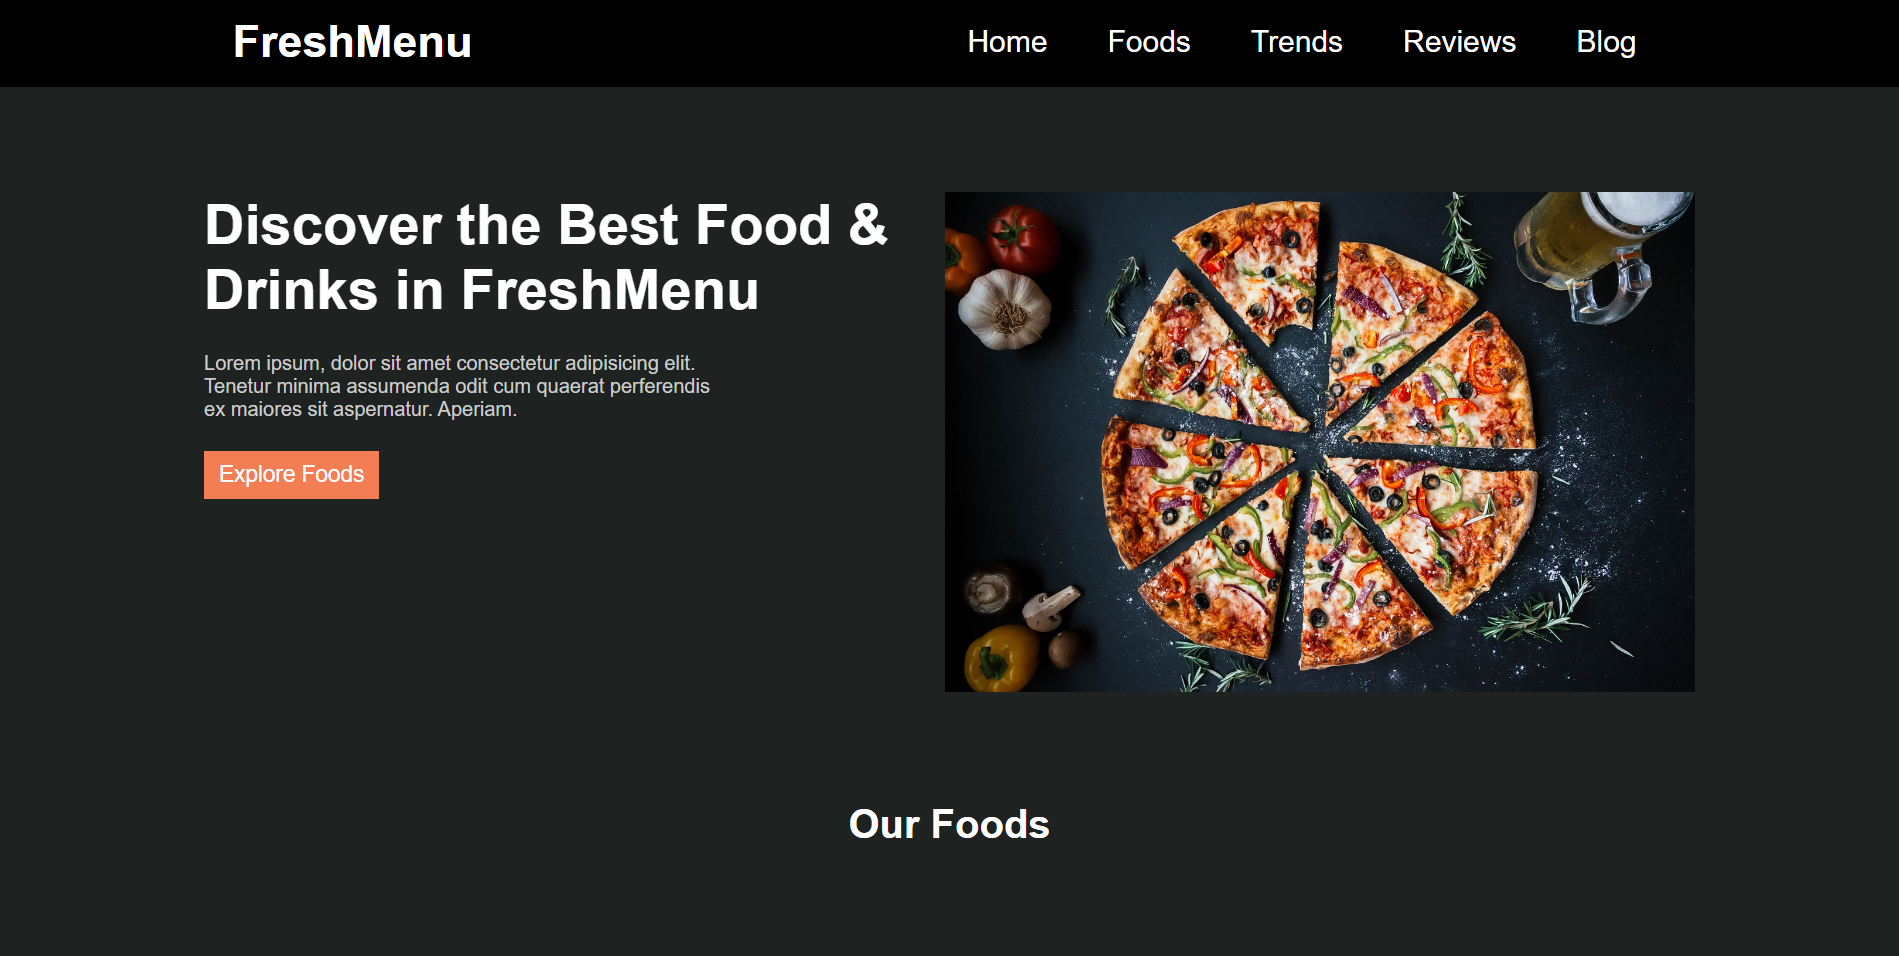 FreshMenu
Home Foods Trends Reviews Blog
Discover the Best Food &
Drinks in FreshMenu
Lorem ipsum, dolor sit amet consectetur adipisicing elit.
Tenetur minima assumenda odit cum quaerat perferendis
ex maiores sit aspernatur. Aperiam.
Explore Foods
Our Foods